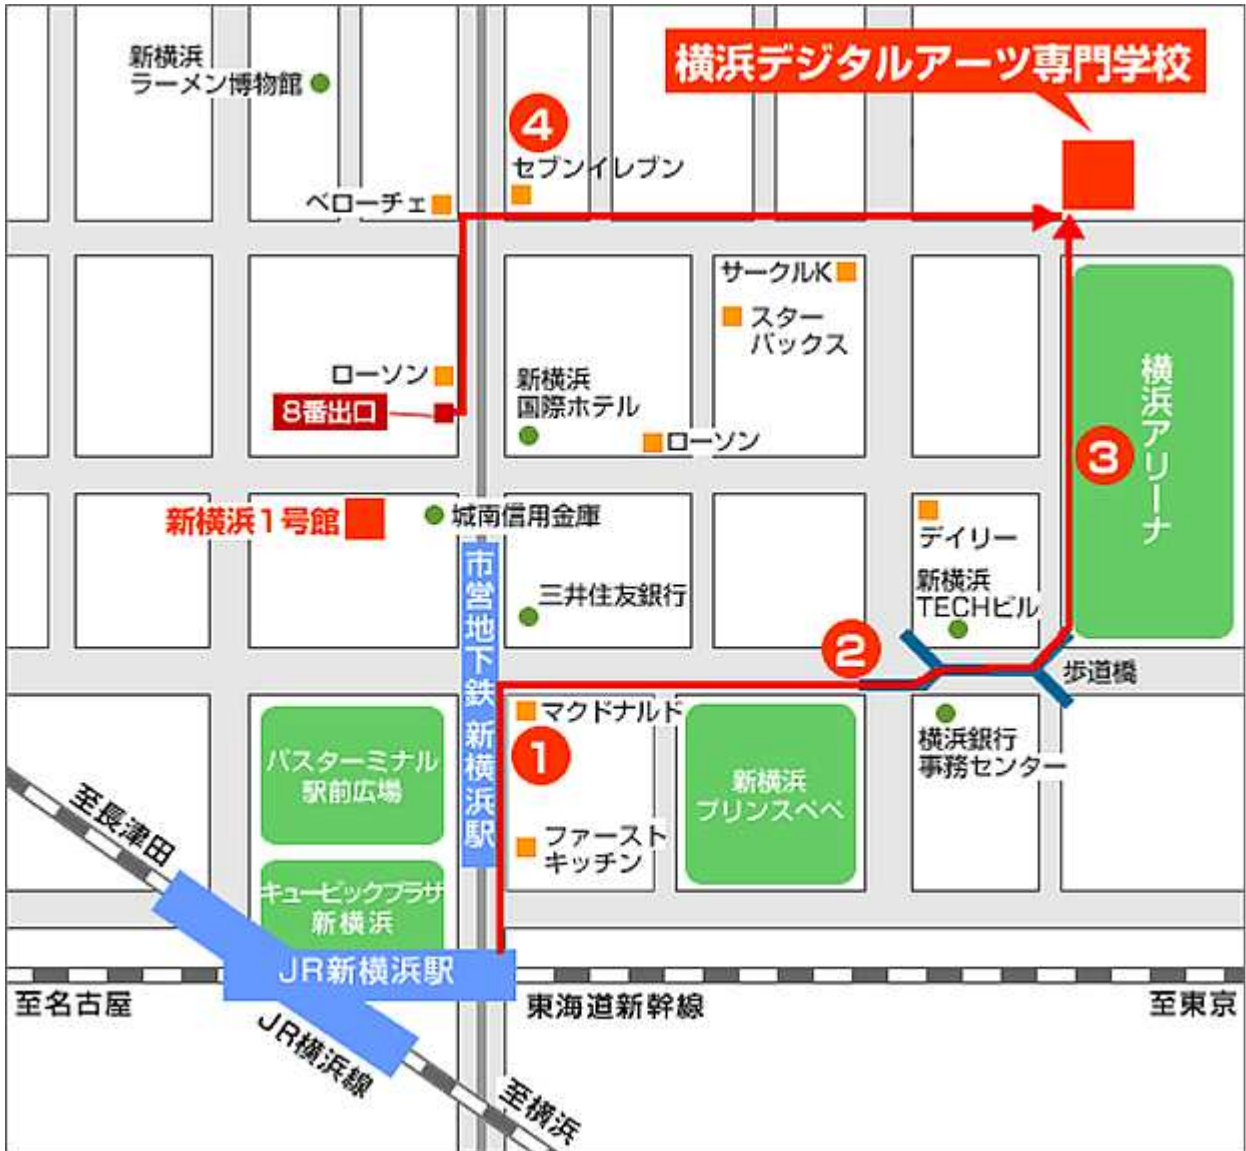 新横浜
ラーメン博物館
横浜デジタルアーツ専門学校
4
セブンイレブン
ベローチェ
サークルK
スター
バックス
ローソン
8番出口
新横浜
国際ホテル
ローソン
横浜アリーナ
3
新横浜1号館
城南信用金庫
デイリー
新横浜
TECHビル
三井住友銀行
市営地下鉄 新横浜駅
2
歩道橋
マクドナルド
1
バスターミナル
駅前広場
新横浜
プリンスペペ
横浜銀行
事務センター
至長津田
ファースト
キッチン
キュービックプラザ
新横浜
JR新横浜駅
至名古屋
東海道新幹線
至東京
JR横浜線
至横浜